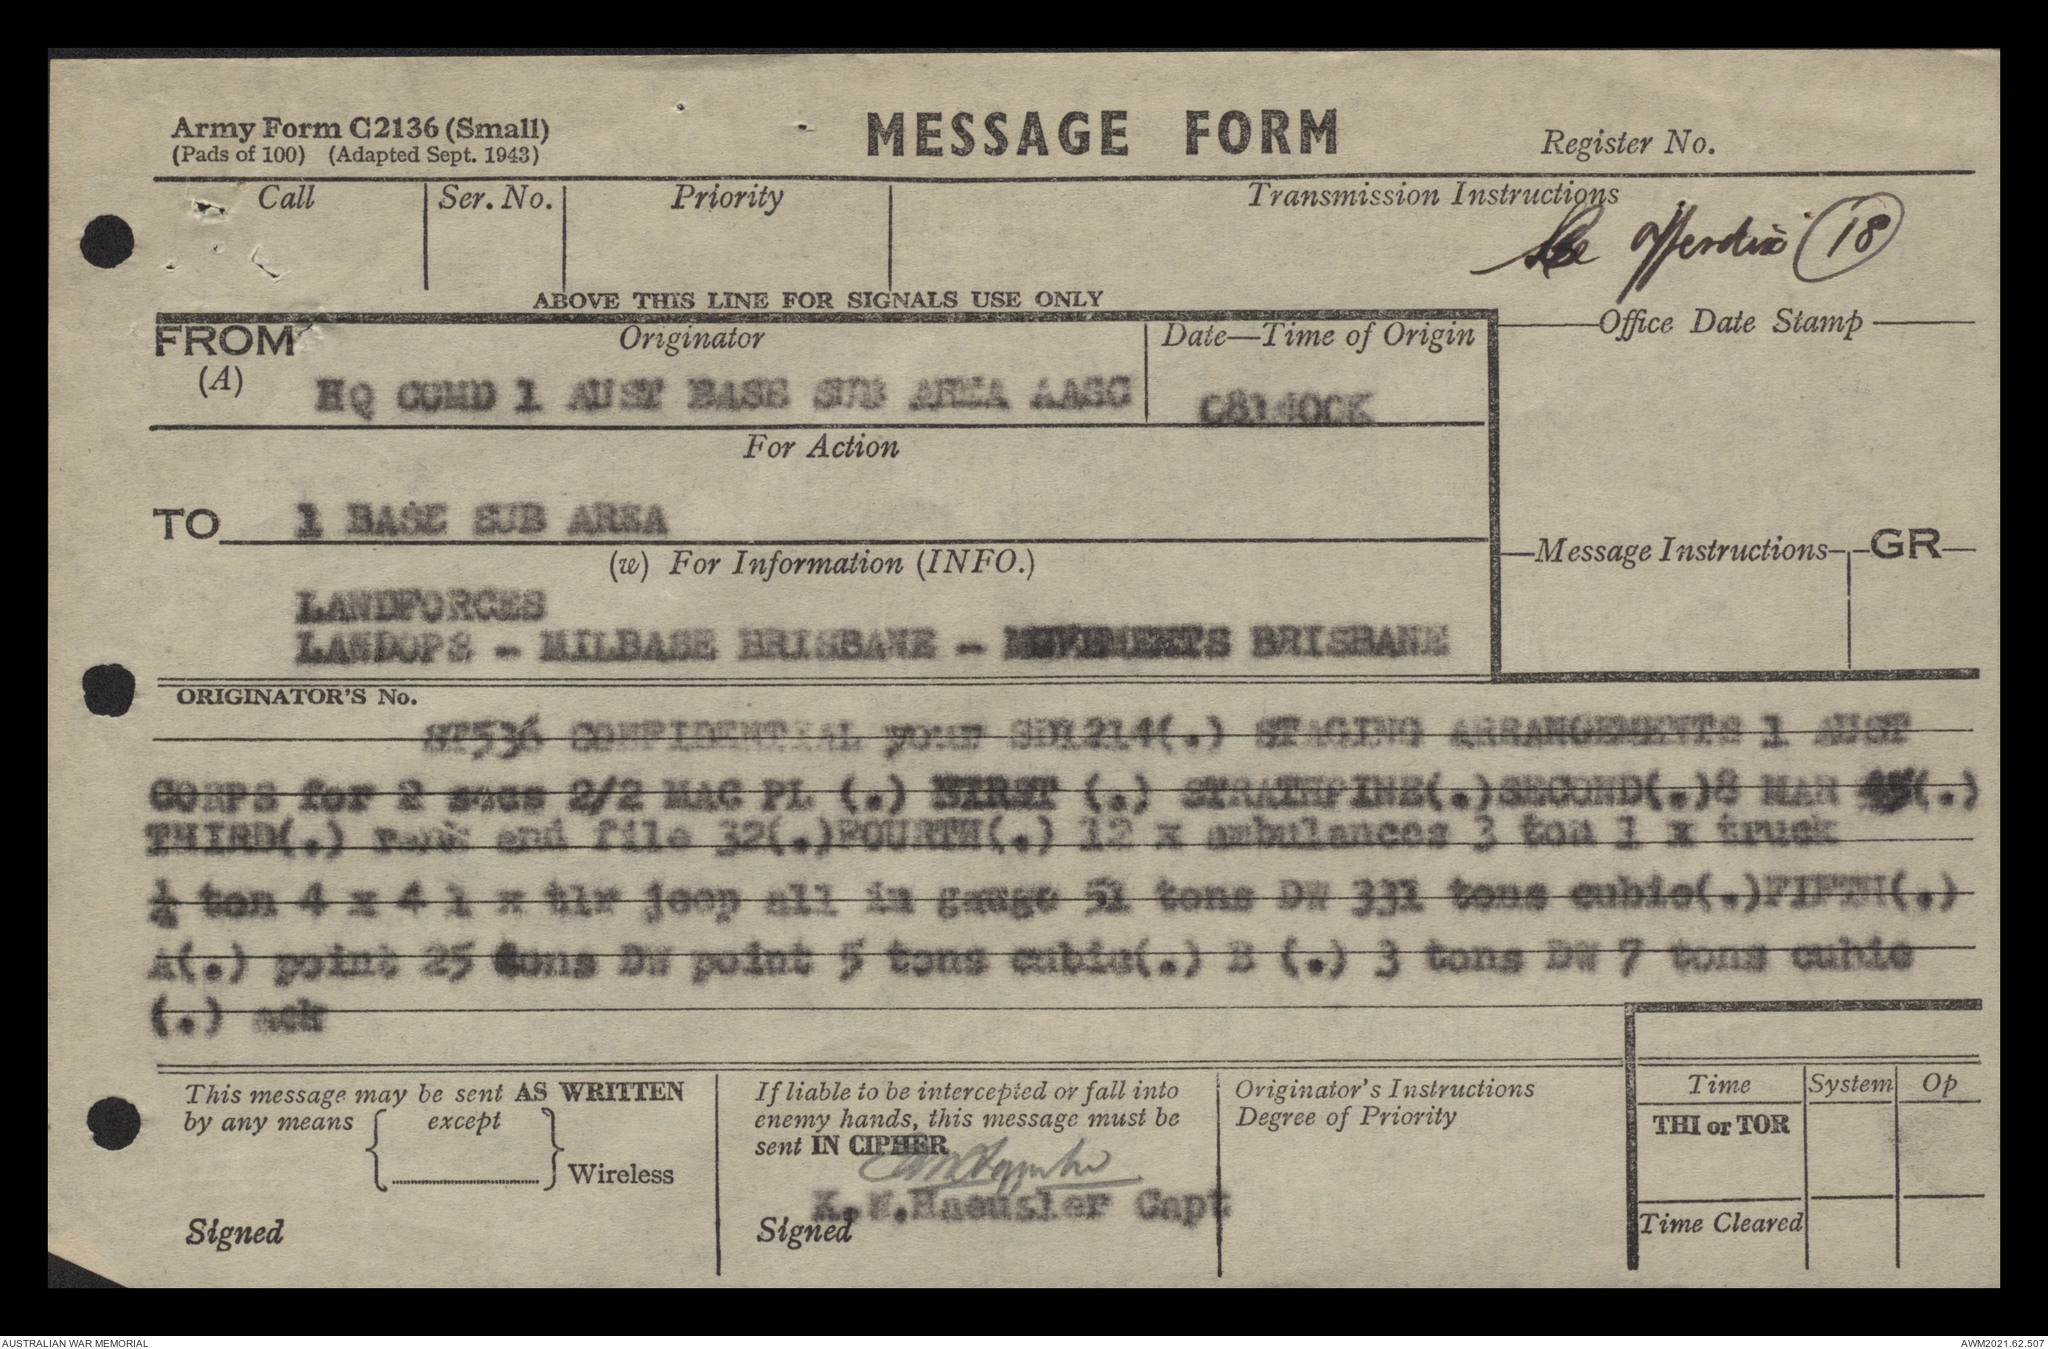 Army Form C2136 (Small)
(Pads of 100) (Adapted Sept. 1943)
MESSAGE FORM
Register No.
Call
Ser. No.
Priority
Transmission Instructions
See Appendix 18
ABOVE THIS LINE FOR SIGNALS USE ONLY
FROM
(A)
Originator
Date—Time of Origin
Office Date Stamp
HQ COMD 1 AUST BASE SUB AREA AASC
081400K
For Action
TO
1 BASE SUB AREA
(w) For Information (INFO.)
Message Instructions
GR
LANDFORCES
LANDOPS - MILBASE BRISBANE - MOVEMENTS BRISBANE
ORIGINATOR'S No.
ST536 CONFIDENTIAL your SD1214(.) STAGING ARRANGEMENTS 1 AUST
CORPS for 2 secs 2/2 MAC PL (.) FIRST (.) STRATHPINE(.)SECOND(.)8 MAR 45(.)
THIRD(.) rank and file 32(.)FOURTH(.) 12 x ambulances 3 ton 1 x truck
¼ ton 4 x 4 1 x tlr jeep all in gauge 51 tons DW 331 tons cubic(.)FIFTH(.)
A(.) point 25 tons DW point 5 tons cubic(.) B (.) 3 tons DW 7 tons cubic
(.) ack
This message may be sent AS WRITTEN
by any means { except } Wireless
Signed
If liable to be intercepted or fall into
enemy hands, this message must be
sent IN CIPHER
K. Haeusler Capt
Signed
Originator's Instructions
Degree of Priority
Time
System
Op
THI or TOR
Time Cleared
AUSTRALIAN WAR MEMORIAL
AWM2021.62.507